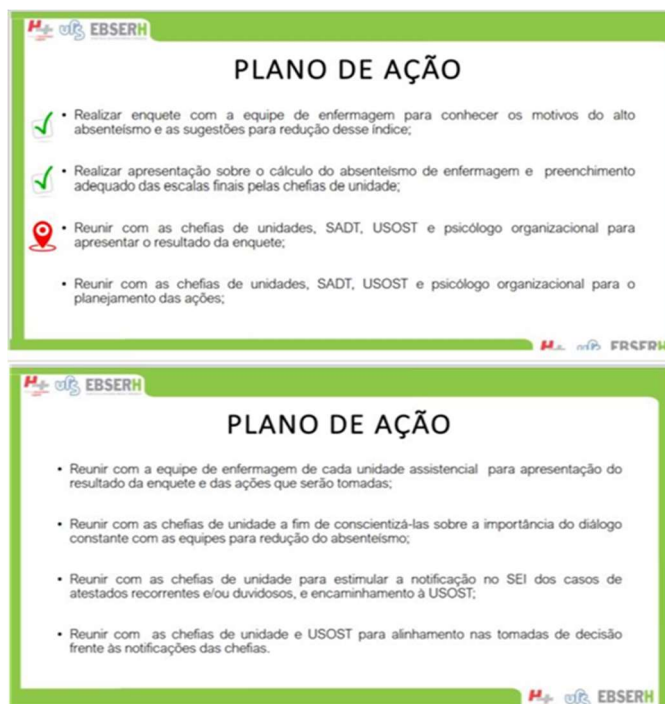 H+ ufs EBSERH
PLANO DE AÇÃO
• Realizar enquete com a equipe de enfermagem para conhecer os motivos do alto
absenteísmo e as sugestões para redução desse índice;
• Realizar apresentação sobre o cálculo do absenteísmo de enfermagem e preenchimento
adequado das escalas finais pelas chefias de unidade;
• Reunir com as chefias de unidades, SADT, USOST e psicólogo organizacional para
apresentar o resultado da enquete;
• Reunir com as chefias de unidades, SADT, USOST e psicólogo organizacional para o
planejamento das ações;
H+ ufs EBSERH
H+ ufs EBSERH
PLANO DE AÇÃO
• Reunir com a equipe de enfermagem de cada unidade assistencial para apresentação do
resultado da enquete e das ações que serão tomadas;
• Reunir com as chefias de unidade a fim de conscientizá-las sobre a importância do diálogo
constante com as equipes para redução do absenteísmo;
• Reunir com as chefias de unidade para estimular a notificação no SEI dos casos de
atestados recorrentes e/ou duvidosos, e encaminhamento à USOST;
• Reunir com as chefias de unidade e USOST para alinhamento nas tomadas de decisão
frente às notificações das chefias.
H+ ufs EBSERH